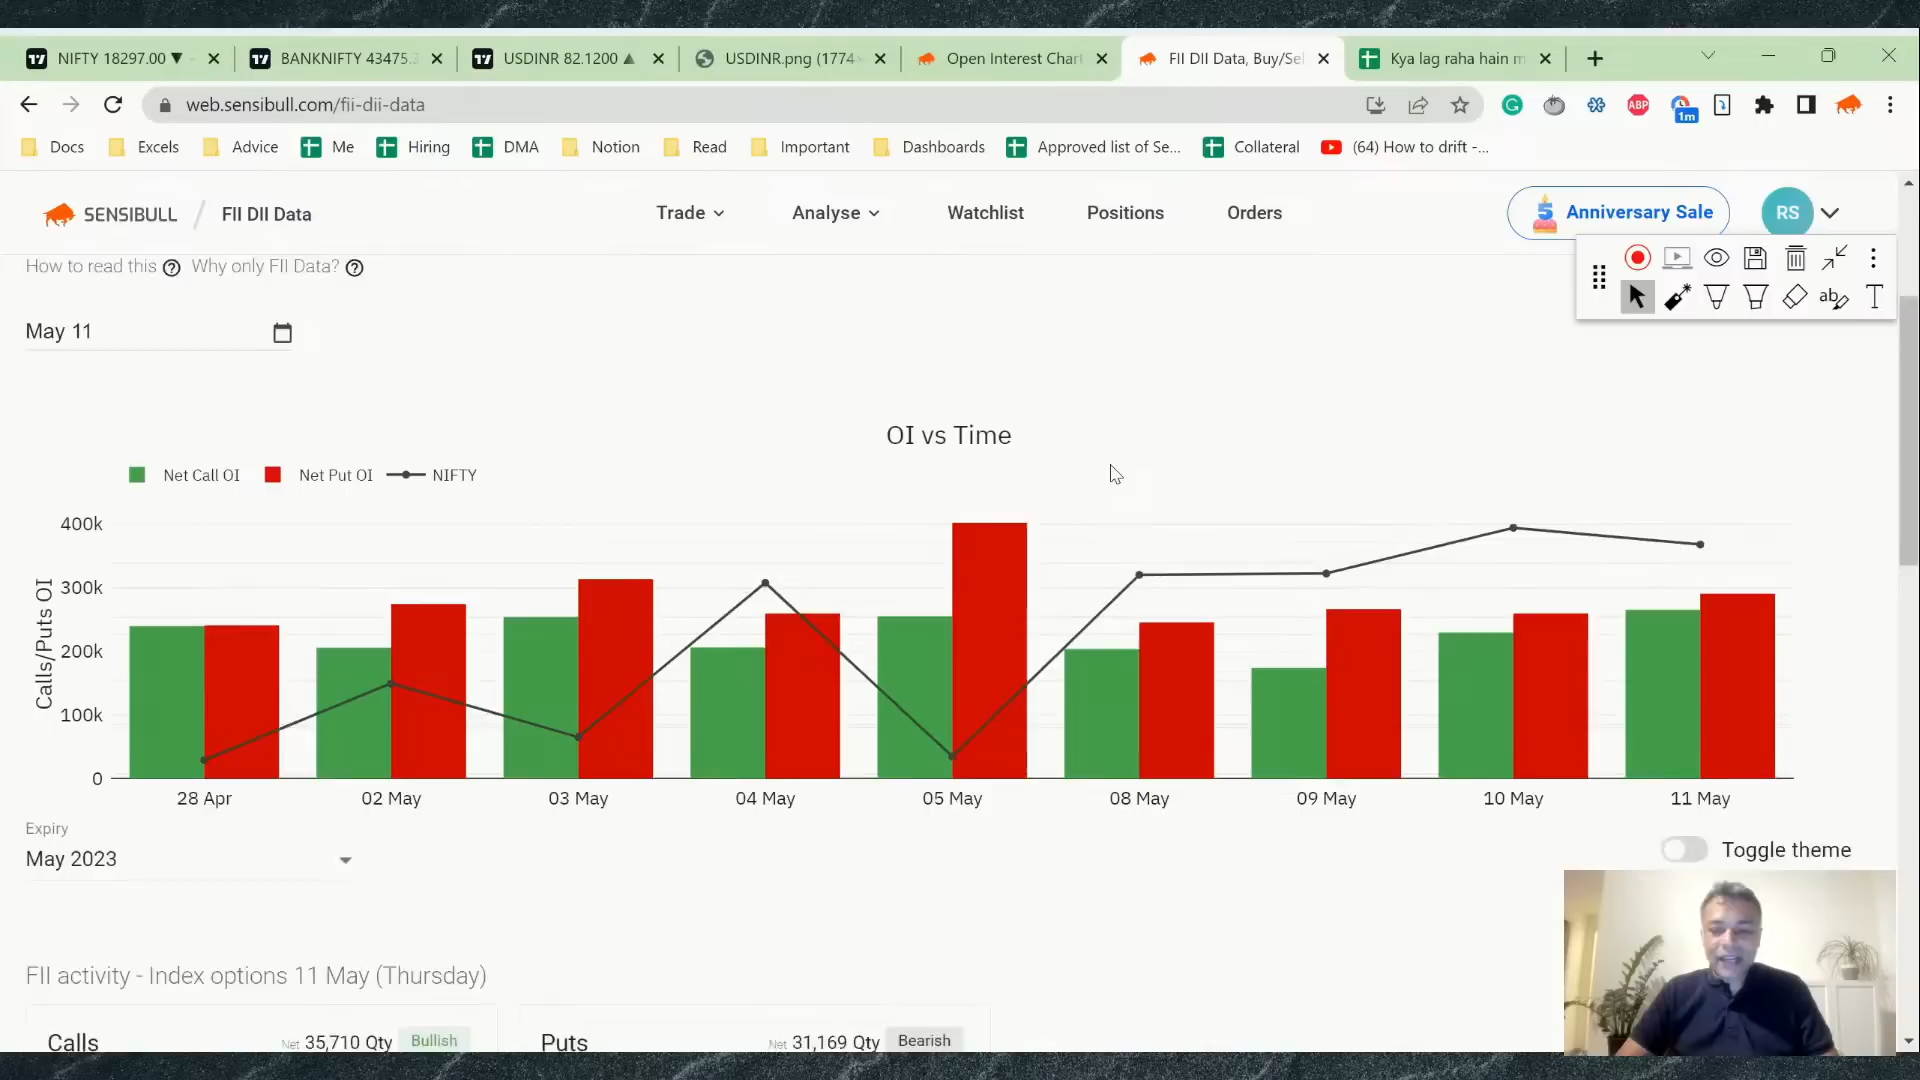 NIFTY 18297.00 ▼
BANKNIFTY 43475.
USDINR 82.1200 ▲
USDINR.png (1774
Open Interest Chart
FII DII Data, Buy/Sel
Kya lag raha hain m
web.sensibull.com/fii-dii-data
ABP
1m
Docs
Excels
Advice
Me
Hiring
DMA
Notion
Read
Important
Dashboards
Approved list of Se...
Collateral
(64) How to drift -...
SENSIBULL / FII DII Data
Trade
Analyse
Watchlist
Positions
Orders
5 Anniversary Sale
RS
How to read this ? Why only FII Data? ?
ab
T
May 11
OI vs Time
Net Call OI
Net Put OI
NIFTY
Calls/Puts OI
400k
300k
200k
100k
0
28 Apr
02 May
03 May
04 May
05 May
08 May
09 May
10 May
11 May
Expiry
May 2023
Toggle theme
FII activity - Index options 11 May (Thursday)
Calls
Net 35,710 Qty Bullish
Puts
Net 31,169 Qty Bearish